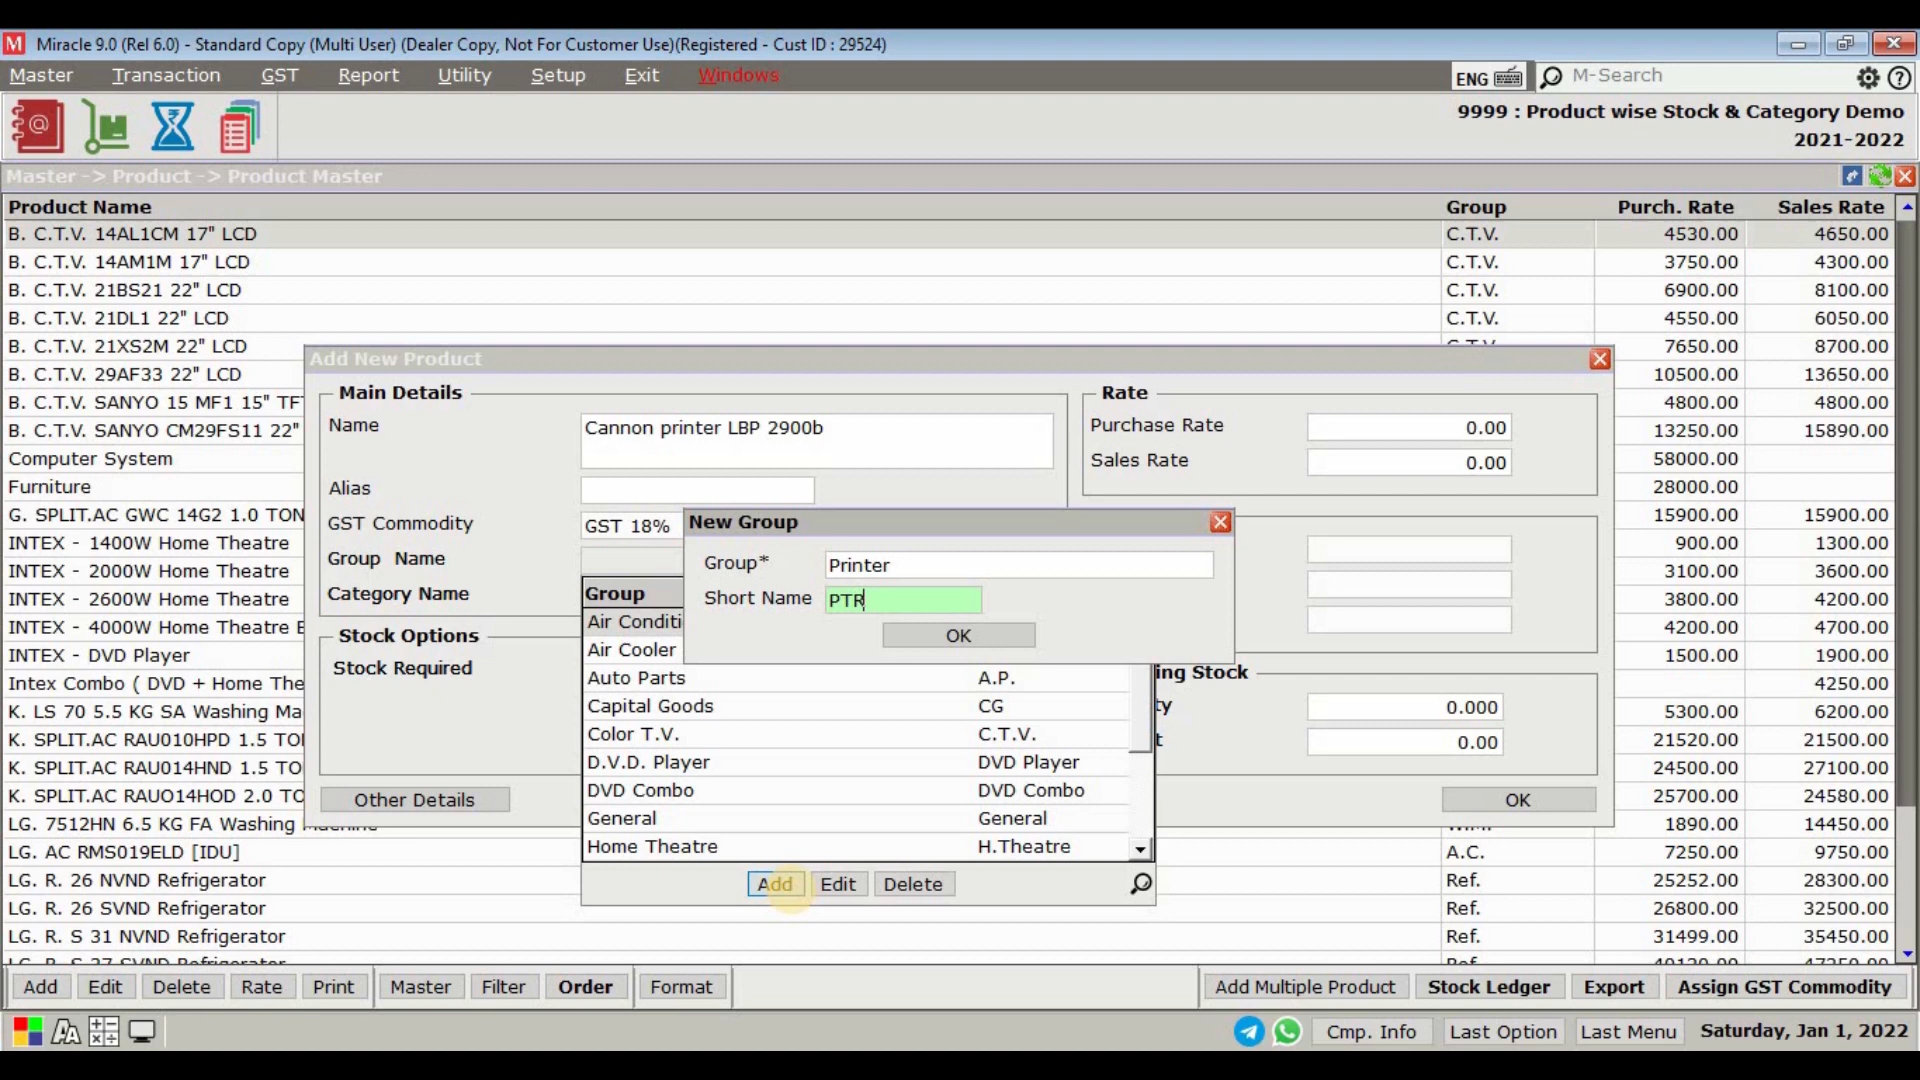 Miracle 9.0 (Rel 6.0) - Standard Copy (Multi User) (Dealer Copy, Not For Customer Use)(Registered - Cust ID : 29524)
Master Transaction GST Report Utility Setup Exit Windows ENG M-Search
9999 : Product wise Stock & Category Demo
2021-2022
Master -> Product -> Product Master
Product Name Group Purch. Rate Sales Rate
B. C.T.V. 14AL1CM 17" LCD C.T.V. 4530.00 4650.00
B. C.T.V. 14AM1M 17" LCD C.T.V. 3750.00 4300.00
B. C.T.V. 21BS21 22" LCD C.T.V. 6900.00 8100.00
B. C.T.V. 21DL1 22" LCD C.T.V. 4550.00 6050.00
B. C.T.V. 21XS2M 22" LCD 7650.00 8700.00
B. C.T.V. 29AF33 22" LCD 10500.00 13650.00
B. C.T.V. SANYO 15 MF1 15" TF 4800.00 4800.00
B. C.T.V. SANYO CM29FS11 22" 13250.00 15890.00
Computer System 58000.00
Furniture 28000.00
G. SPLIT.AC GWC 14G2 1.0 TON 15900.00 15900.00
INTEX - 1400W Home Theatre 900.00 1300.00
INTEX - 2000W Home Theatre 3100.00 3600.00
INTEX - 2600W Home Theatre 3800.00 4200.00
INTEX - 4000W Home Theatre 4200.00 4700.00
INTEX - DVD Player 1500.00 1900.00
Intex Combo ( DVD + Home The 4250.00
K. LS 70 5.5 KG SA Washing Ma 5300.00 6200.00
K. SPLIT.AC RAU010HPD 1.5 TO 21520.00 21500.00
K. SPLIT.AC RAU014HND 1.5 TO 24500.00 27100.00
K. SPLIT.AC RAUO14HOD 2.0 TO 25700.00 24580.00
LG. 7512HN 6.5 KG FA Washing Machine W.M. 1890.00 14450.00
LG. AC RMS019ELD [IDU] A.C. 7250.00 9750.00
LG. R. 26 NVND Refrigerator Ref. 25252.00 28300.00
LG. R. 26 SVND Refrigerator Ref. 26800.00 32500.00
LG. R. S 31 NVND Refrigerator Ref. 31499.00 35450.00
Add New Product
Main Details
Name Cannon printer LBP 2900b
Alias
GST Commodity GST 18%
Group Name
Category Name
Stock Options
Stock Required
Other Details
Rate
Purchase Rate 0.00
Sales Rate 0.00
ing Stock
ty 0.000
t 0.00
OK
New Group
Group* Printer
Short Name PTR
OK
Group
Air Conditi
Air Cooler
Auto Parts A.P.
Capital Goods CG
Color T.V. C.T.V.
D.V.D. Player DVD Player
DVD Combo DVD Combo
General General
Home Theatre H.Theatre
Add Edit Delete
Add Edit Delete Rate Print Master Filter Order Format Add Multiple Product Stock Ledger Export Assign GST Commodity
Cmp. Info Last Option Last Menu Saturday, Jan 1, 2022